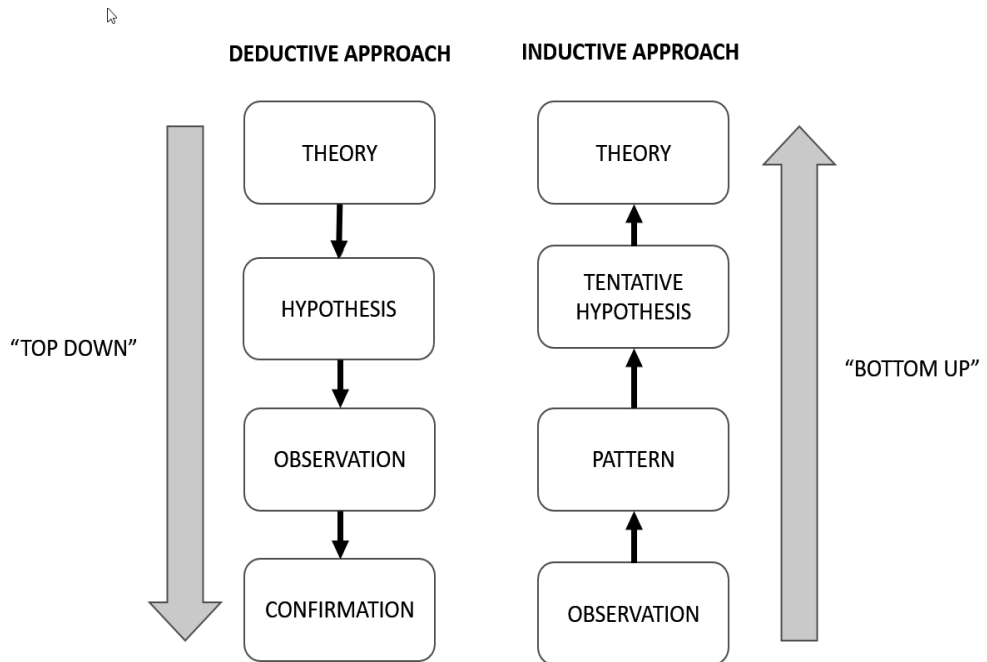 DEDUCTIVE APPROACH
THEORY
HYPOTHESIS
OBSERVATION
CONFIRMATION
“TOP DOWN”
INDUCTIVE APPROACH
THEORY
TENTATIVE
HYPOTHESIS
PATTERN
OBSERVATION
“BOTTOM UP”